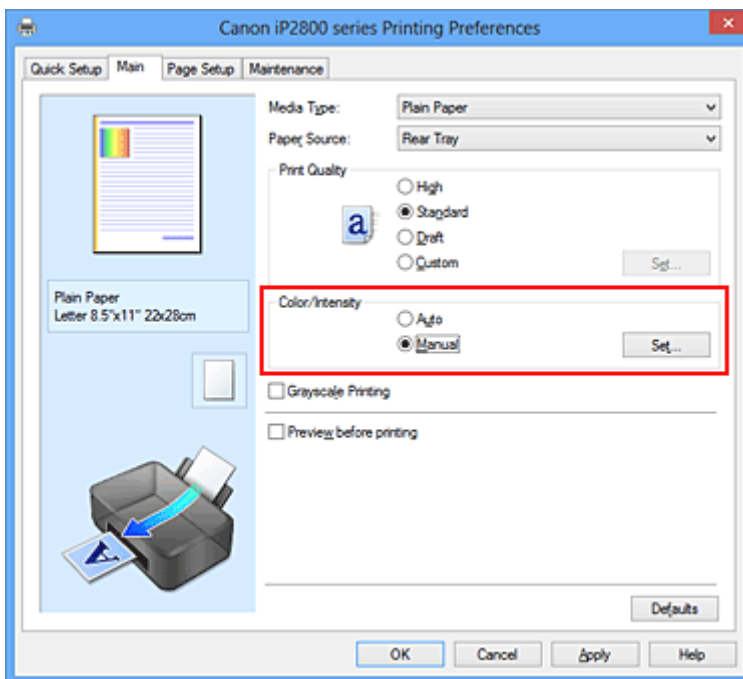 Canon iP2800 series Printing Preferences
Quick Setup Main Page Setup Maintenance
Media Type: Plain Paper
Paper Source: Rear Tray
Print Quality
High
a Standard
Draft
Custom Set...
Plain Paper
Letter 8.5"x11" 22x28cm
Color/Intensity
Auto
Manual Set...
Grayscale Printing
Preview before printing
A
Defaults
OK Cancel Apply Help